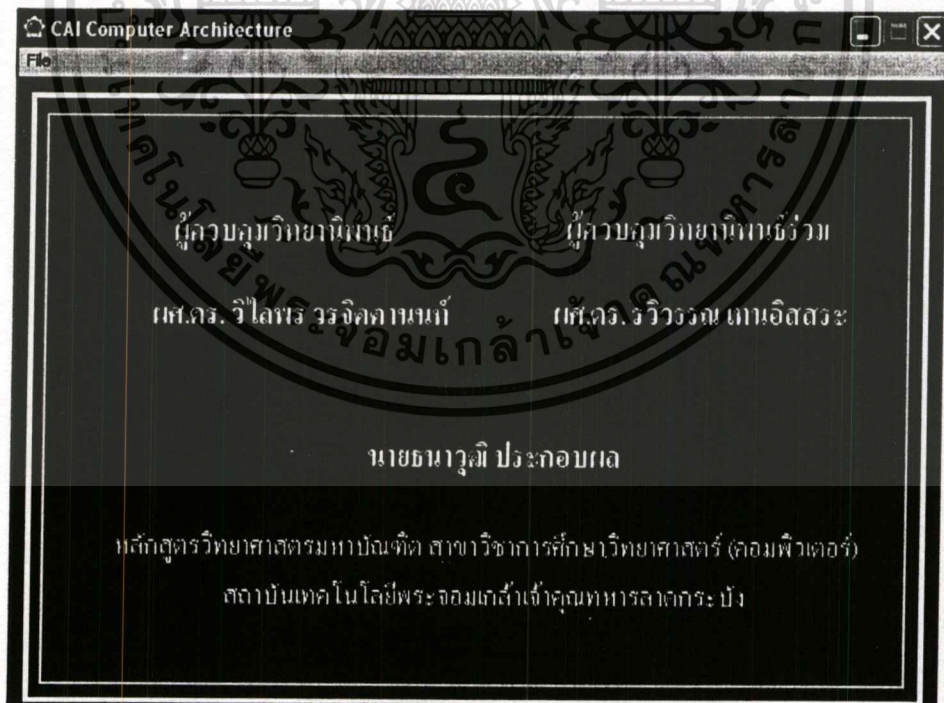 CAI Computer Architecture
File
ผู้ควบคุมวิทยานิพนธ์ ผู้ควบคุมวิทยานิพนธ์ร่วม
ผศ.ดร. วิไลพร วรจิตตานนท์ ผศ.ดร. รวิวรรณ เทนอิสสระ
นายธนาวุฒิ ประกอบผล
หลักสูตรวิทยาศาสตรมหาบัณฑิต สาขาวิชาการศึกษาวิทยาศาสตร์ (คอมพิวเตอร์)
สถาบันเทคโนโลยีพระจอมเกล้าเจ้าคุณทหารลาดกระบัง